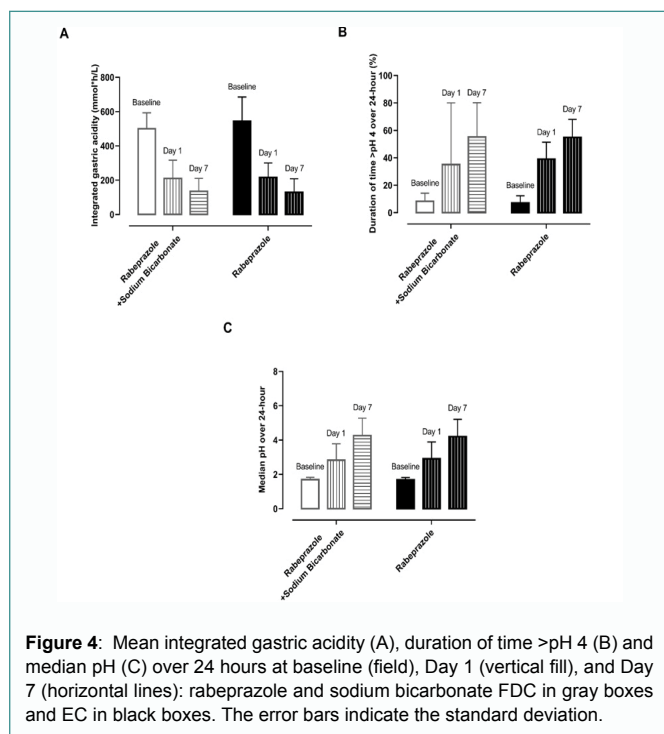 A
Integrated gastric acidity (mmol*h/L)
800
600
400
200
0
Baseline
Day 1
Day 7
Baseline
Day 1
Day 7
Rabeprazole
+Sodium Bicarbonate
Rabeprazole
B
Duration of time >pH 4 over 24-hour (%)
100
80
60
40
20
0
Baseline
Day 1
Day 7
Baseline
Day 1
Day 7
Rabeprazole
+Sodium Bicarbonate
Rabeprazole
C
Median pH over 24-hour
8
6
4
2
0
Baseline
Day 1
Day 7
Baseline
Day 1
Day 7
Rabeprazole
+Sodium Bicarbonate
Rabeprazole
Figure 4: Mean integrated gastric acidity (A), duration of time >pH 4 (B) and
median pH (C) over 24 hours at baseline (field), Day 1 (vertical fill), and Day
7 (horizontal lines): rabeprazole and sodium bicarbonate FDC in gray boxes
and EC in black boxes. The error bars indicate the standard deviation.